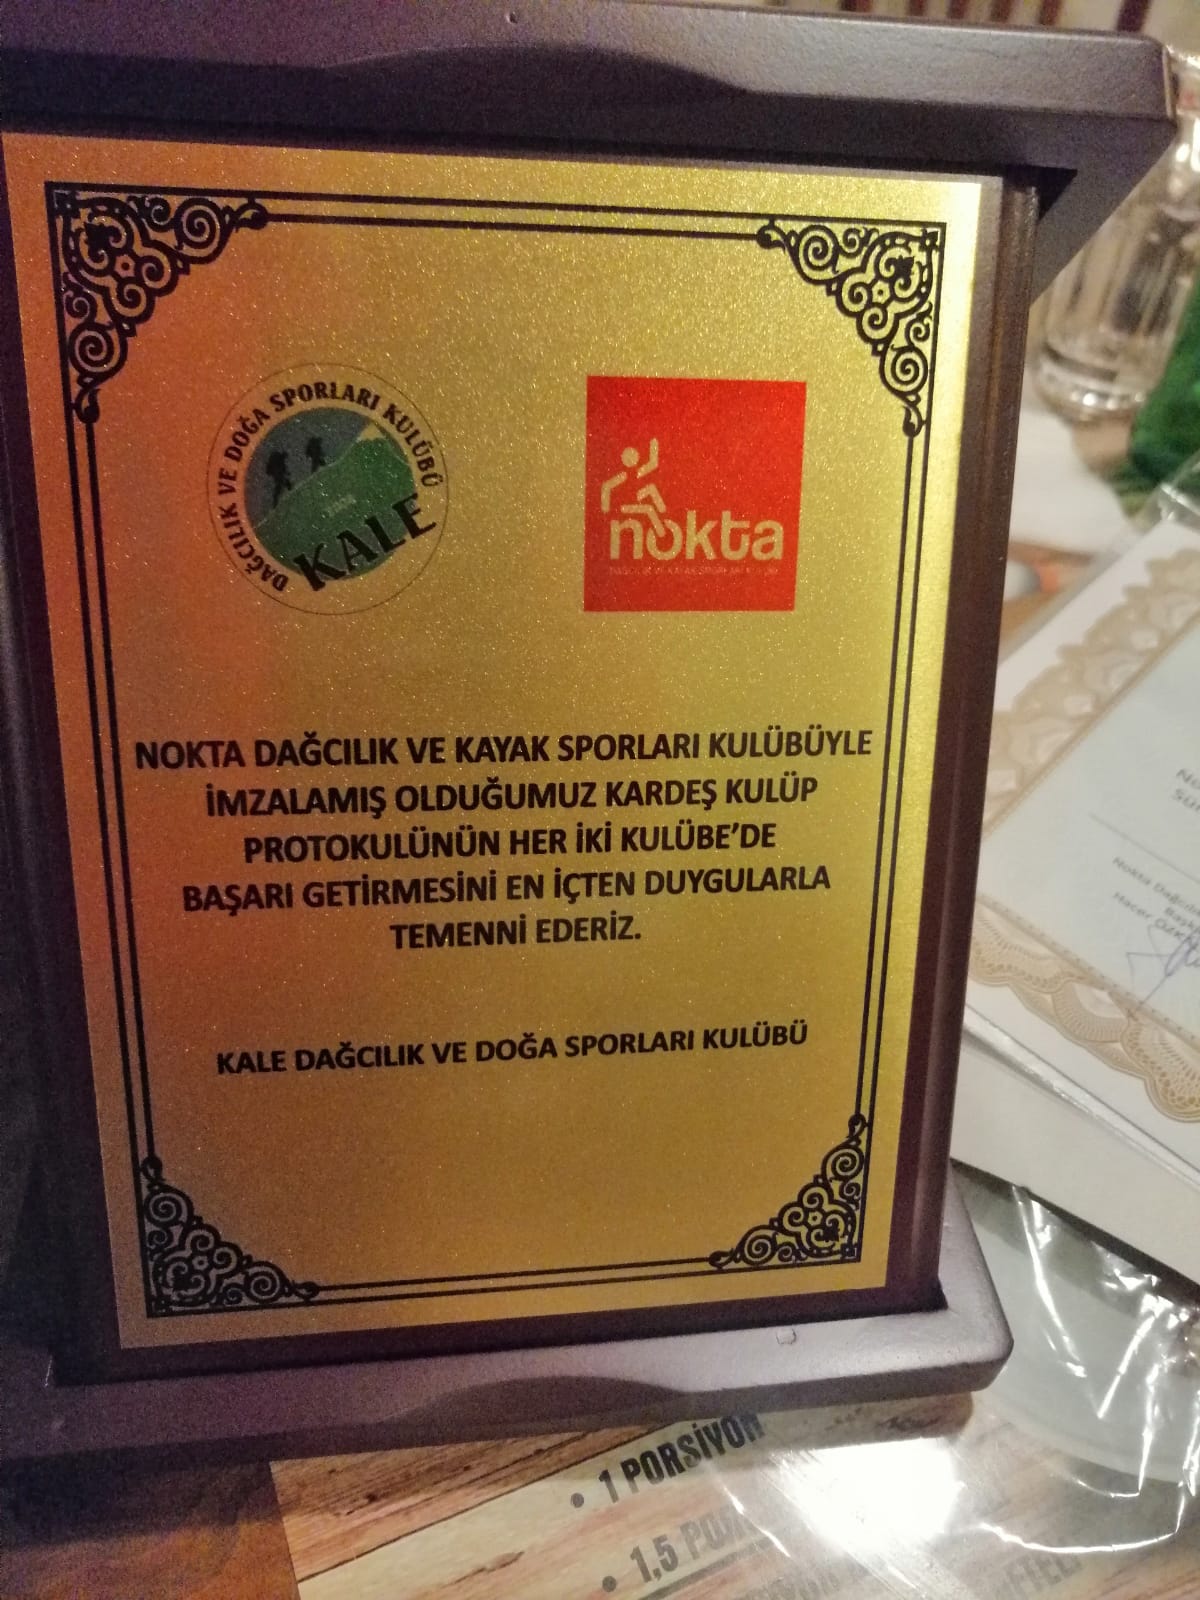 DAĞCILIK VE DOĞA SPORLARI KULÜBÜ
KALE
nokta
NOKTA DAĞCILIK VE KAYAK SPORLARI KULÜBÜYLE
İMZALAMIŞ OLDUĞUMUZ KARDEŞ KULÜP
PROTOKULÜNÜN HER İKİ KULÜBE'DE
BAŞARI GETİRMESİNİ EN İÇTEN DUYGULARLA
TEMENNİ EDERİZ.
KALE DAĞCILIK VE DOĞA SPORLARI KULÜBÜ
Nokta
Hacer
• 1 PORSİYON
• 1,5